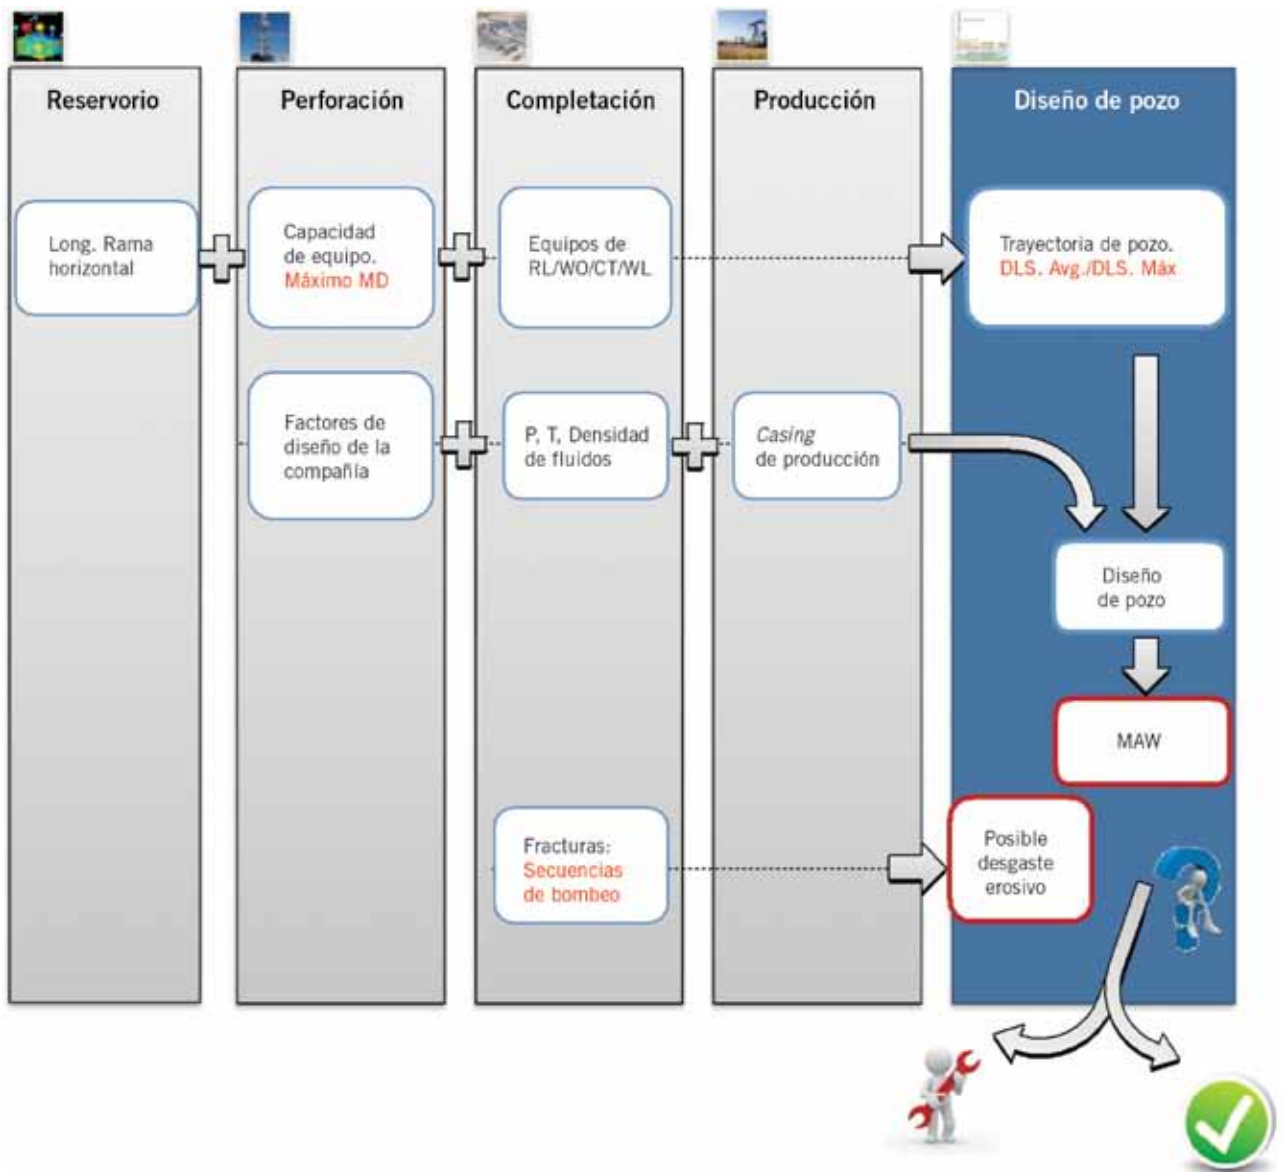 Reservorio
Perforación
Completación
Producción
Diseño de pozo
Long. Rama
horizontal
Capacidad
de equipo.
Máximo MD
Equipos de
RL/WO/CT/WL
Trayectoria de pozo.
DLS. Avg./DLS. Máx
Factores de
diseño de la
compañía
P, T, Densidad
de fluidos
Casing
de producción
Diseño
de pozo
MAW
Fracturas:
Secuencias
de bombeo
Posible
desgaste
erosivo